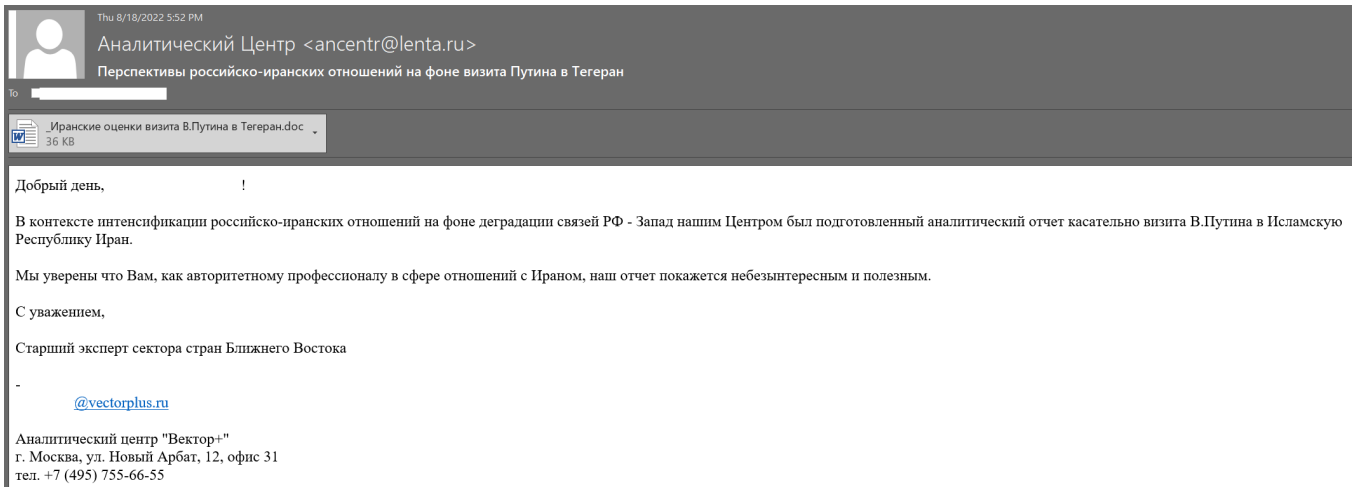 Thu 8/18/2022 5:52 PM
Аналитический Центр <ancentr@lenta.ru>
Перспективы российско-иранских отношений на фоне визита Путина в Тегеран
To
_Иранские оценки визита В.Путина в Тегеран.doc
36 KB
Добрый день, !
В контексте интенсификации российско-иранских отношений на фоне деградации связей РФ - Запад нашим Центром был подготовленный аналитический отчет касательно визита В.Путина в Исламскую
Республику Иран.
Мы уверены что Вам, как авторитетному профессионалу в сфере отношений с Ираном, наш отчет покажется небезынтересным и полезным.
С уважением,
Старший эксперт сектора стран Ближнего Востока
-
@vectorplus.ru
Аналитический центр "Вектор+"
г. Москва, ул. Новый Арбат, 12, офис 31
тел. +7 (495) 755-66-55